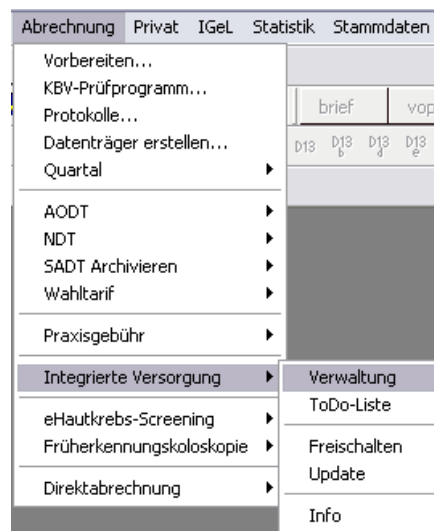 Abrechnung Privat IGeL Statistik Stammdaten
Vorbereiten...
KBV-Prüfprogramm...
Protokolle...
Datenträger erstellen...
Quartal
AODT
NDT
SADT Archivieren
Wahltarif
Praxisgebühr
Integrierte Versorgung
eHautkrebs-Screening
Früherkennungskoloskopie
Direktabrechnung
brief vop
D13 D13 b D13 d D13 e
Verwaltung
ToDo-Liste
Freischalten
Update
Info